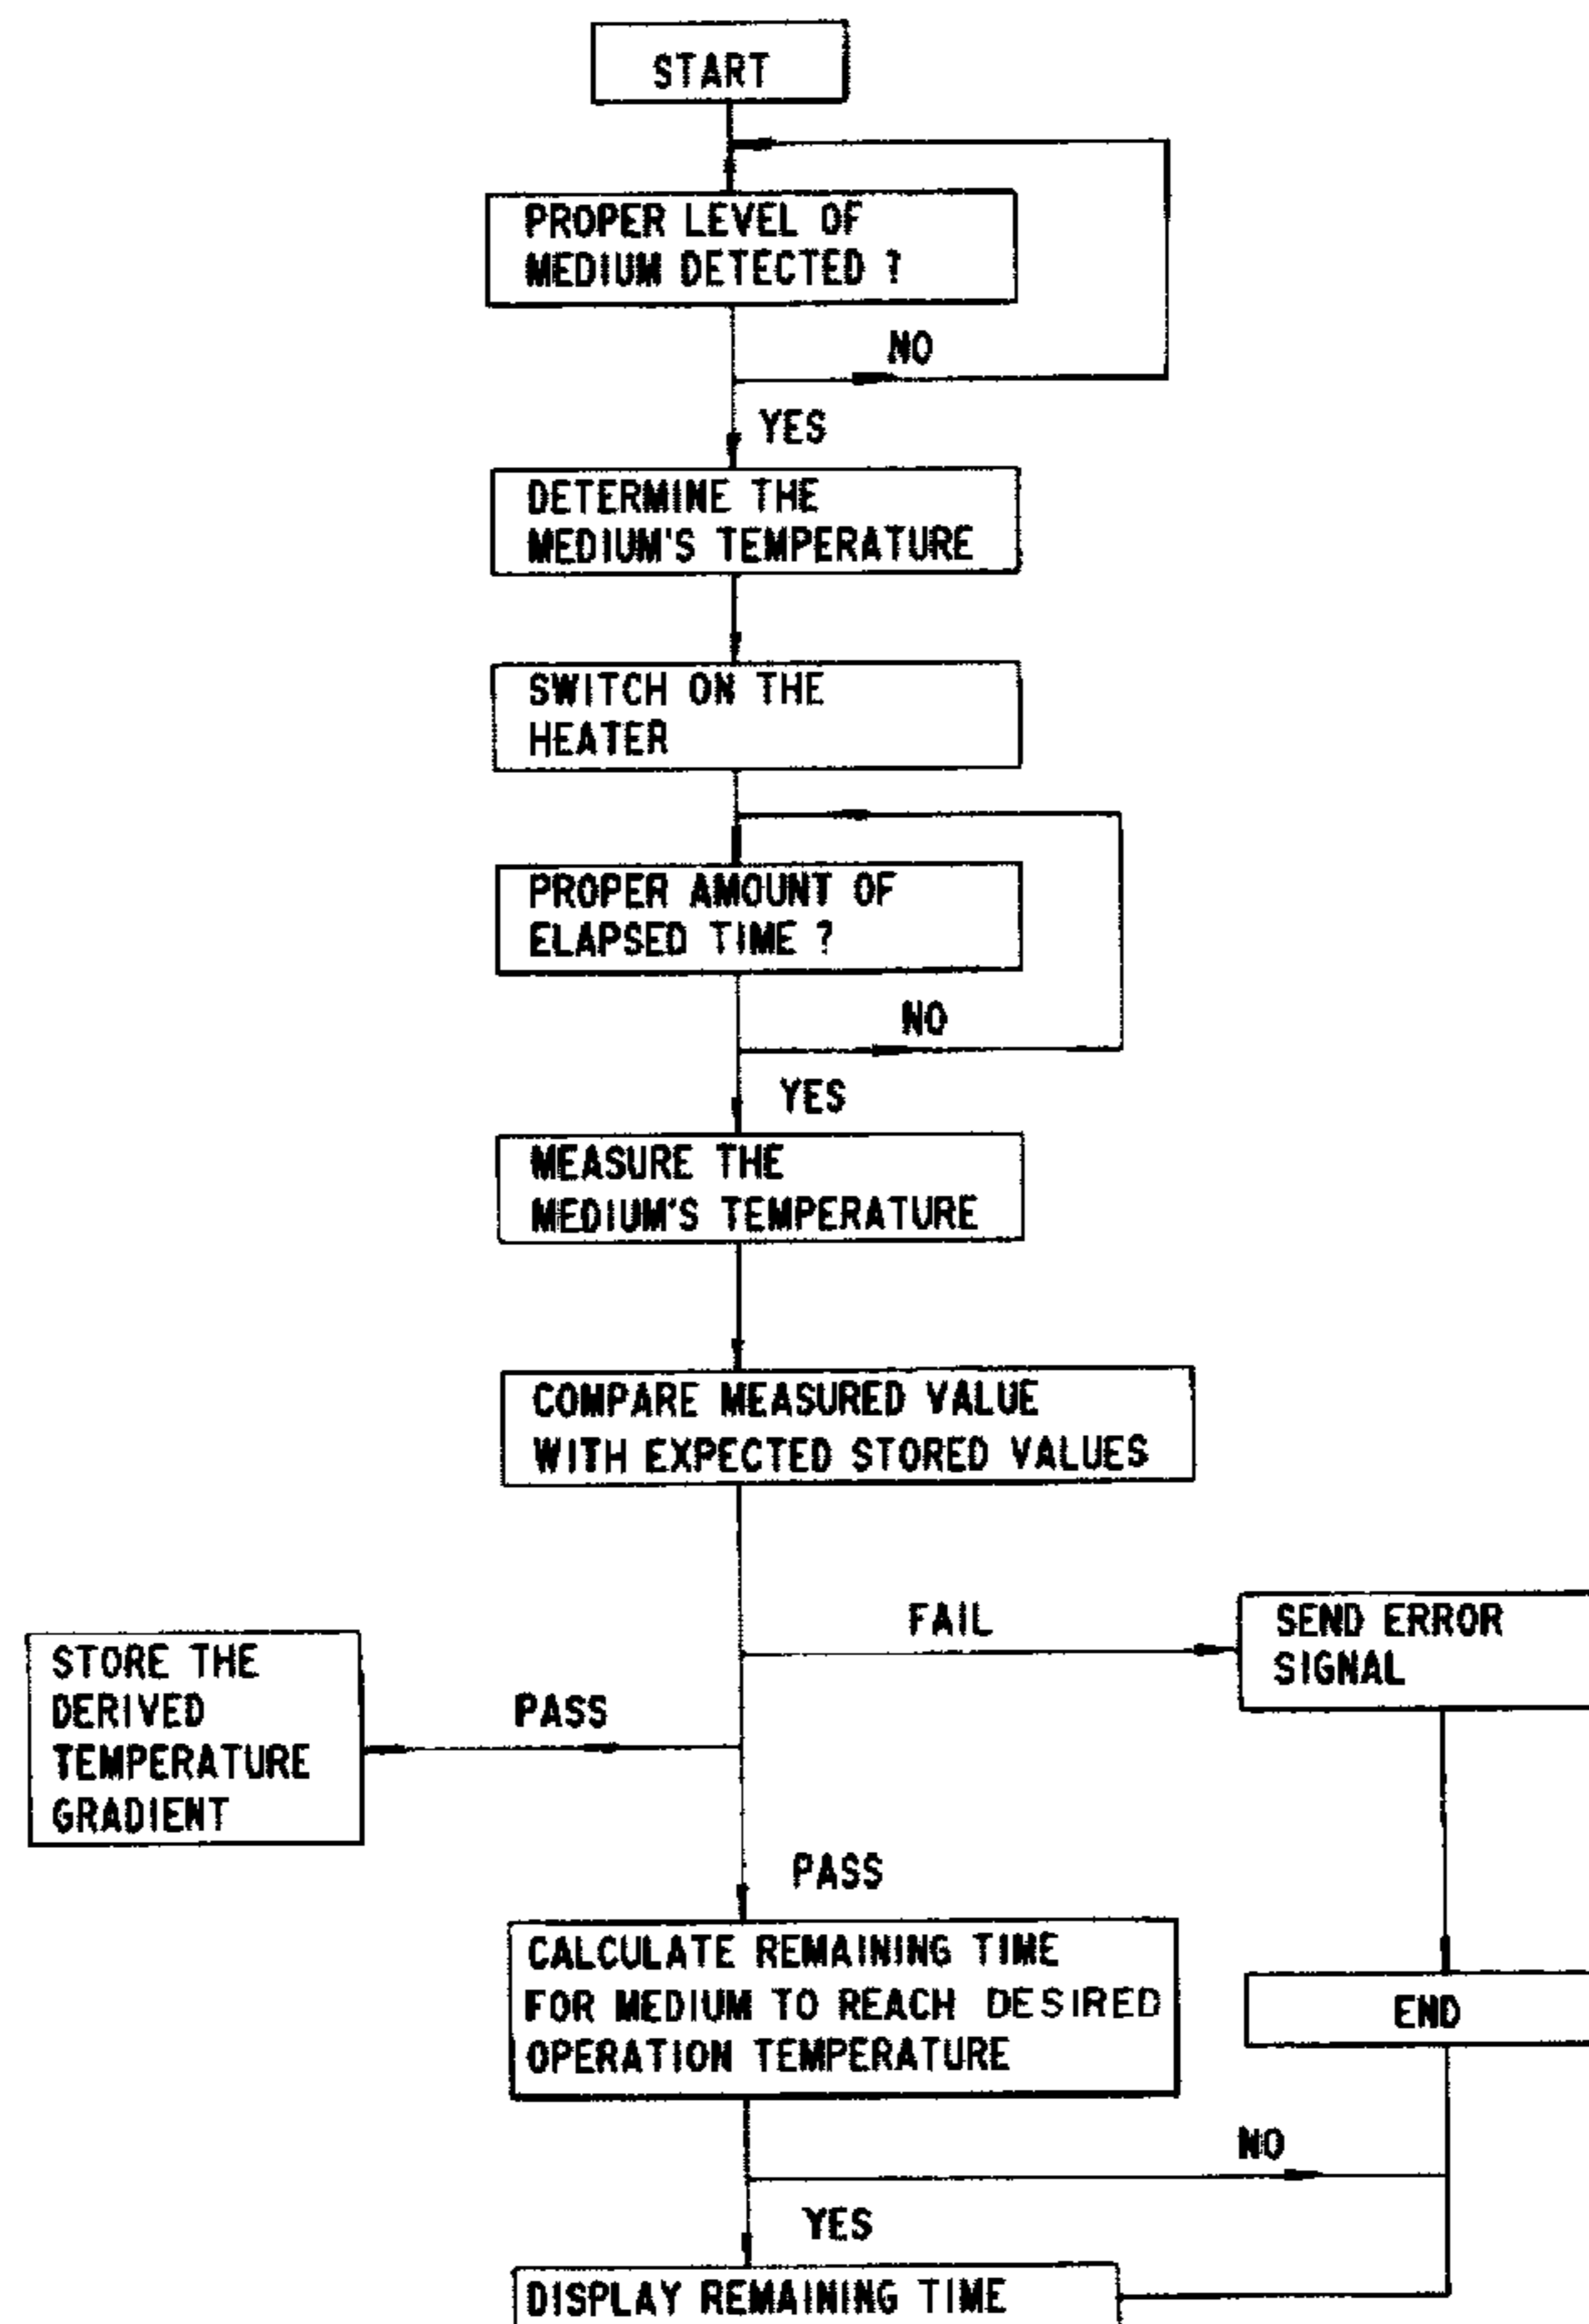 START
PROPER LEVEL OF
MEDIUM DETECTED ?
NO
YES
DETERMINE THE
MEDIUM'S TEMPERATURE
SWITCH ON THE
HEATER
PROPER AMOUNT OF
ELAPSED TIME ?
NO
YES
MEASURE THE
MEDIUM'S TEMPERATURE
COMPARE MEASURED VALUE
WITH EXPECTED STORED VALUES
FAIL
SEND ERROR
SIGNAL
STORE THE
DERIVED
TEMPERATURE
GRADIENT
PASS
PASS
CALCULATE REMAINING TIME
FOR MEDIUM TO REACH DESIRED
OPERATION TEMPERATURE
END
NO
YES
DISPLAY REMAINING TIME